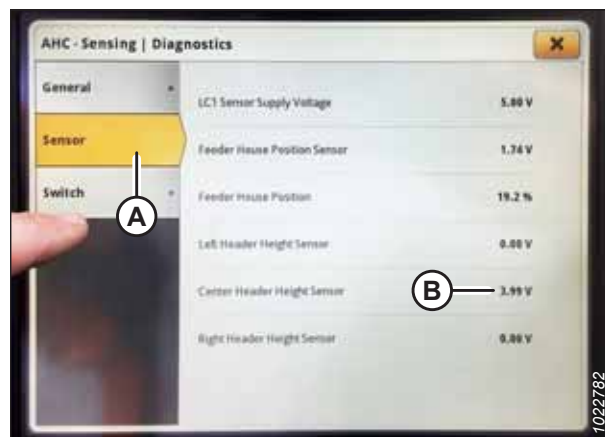 AHC - Sensing | Diagnostics
General
Sensor
Switch
LC1 Sensor Supply Voltage 5.00 V
Feeder House Position Sensor 1.74 V
Feeder House Position 19.2 %
Left Header Height Sensor 0.00 V
Center Header Height Sensor 3.99 V
Right Header Height Sensor 0.00 V
A
B
1022782